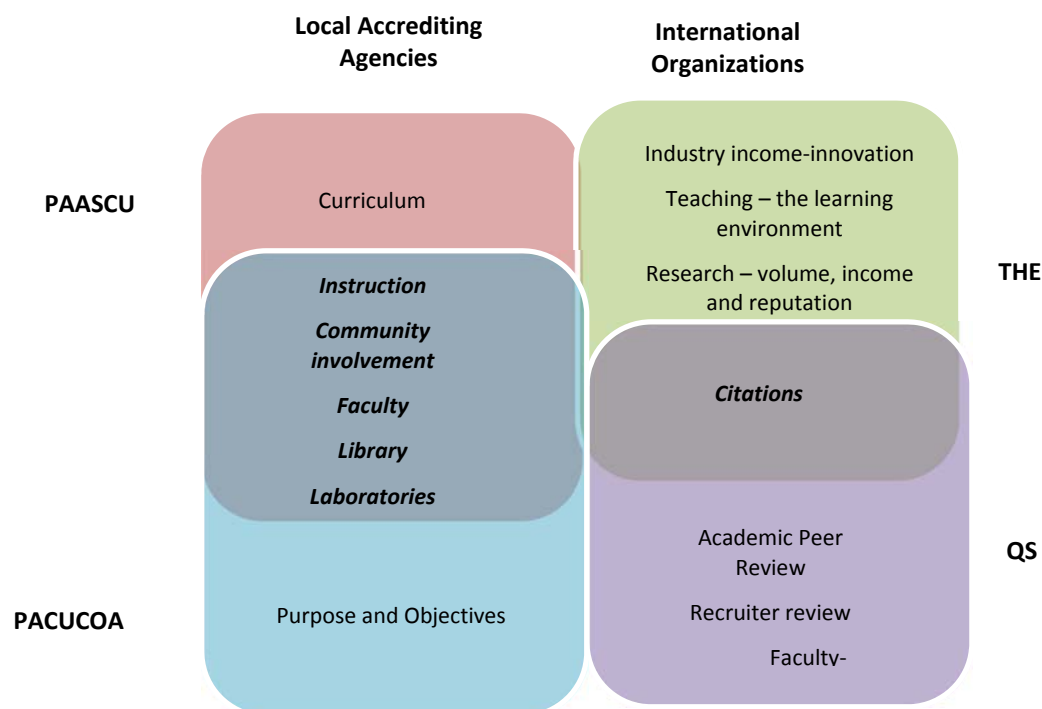 Local Accrediting
Agencies
International
Organizations
PAASCU
Curriculum
Instruction
Community
involvement
Faculty
Library
Laboratories
Purpose and Objectives
PACUCOA
Industry income-innovation
Teaching – the learning
environment
Research – volume, income
and reputation
THE
Citations
Academic Peer
Review
Recruiter review
Faculty-
QS